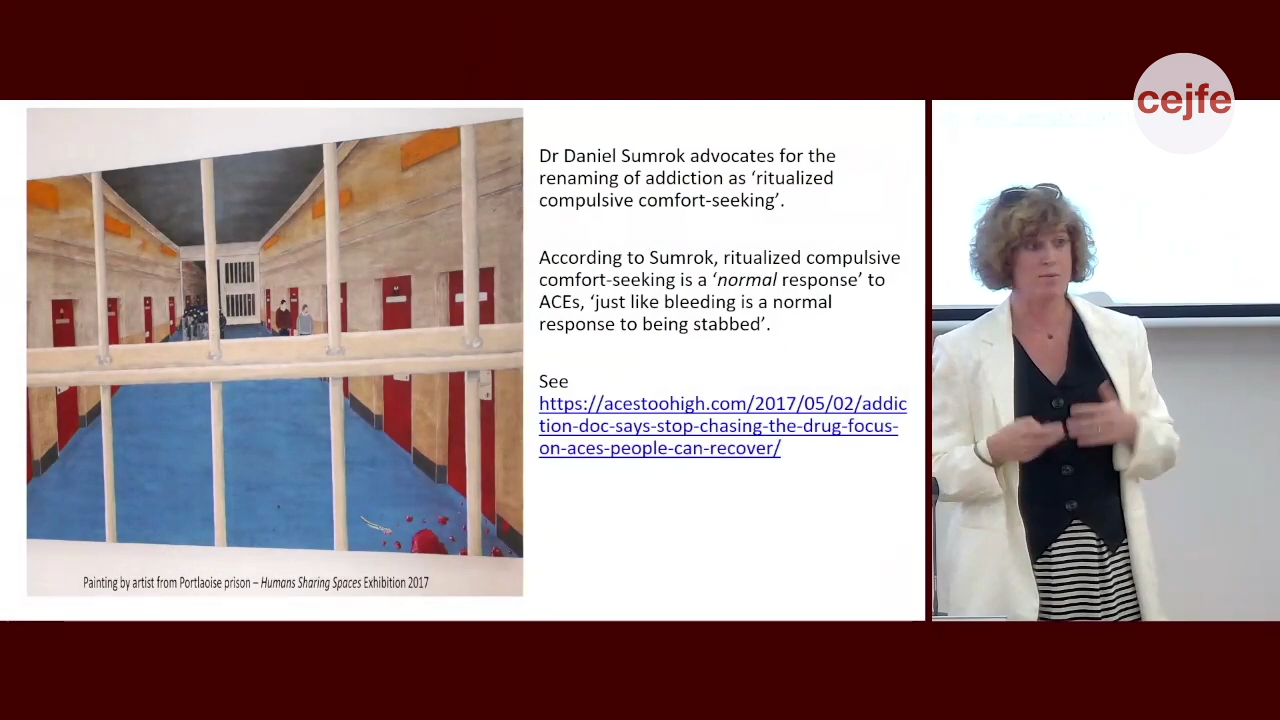 cejfe
Dr Daniel Sumrok advocates for the
renaming of addiction as ‘ritualized
compulsive comfort-seeking’.
According to Sumrok, ritualized compulsive
comfort-seeking is a ‘normal response’ to
ACEs, ‘just like bleeding is a normal
response to being stabbed’.
See
https://acestoohigh.com/2017/05/02/addic
tion-doc-says-stop-chasing-the-drug-focus-
on-aces-people-can-recover/
Painting by artist from Portlaoise prison – Humans Sharing Spaces Exhibition 2017